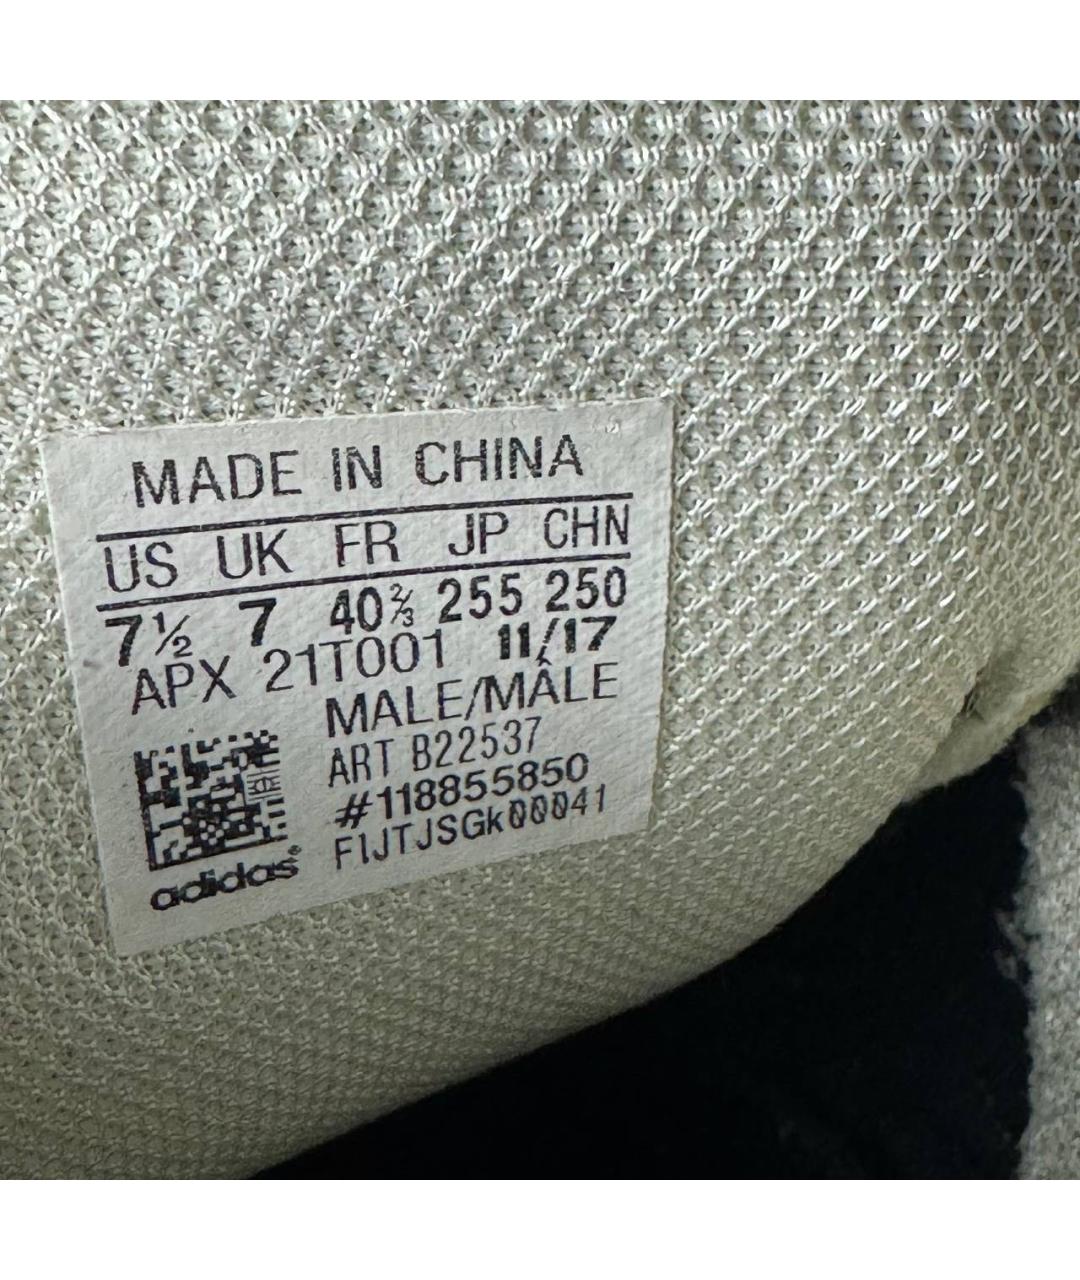 MADE IN CHINA
US UK FR JP CHN
7½ 7 40⅔ 255 250
APX 21T001 11/17
MALE/MÂLE
ART B22537
#118855850
F1JTJSGk00041
adidas®